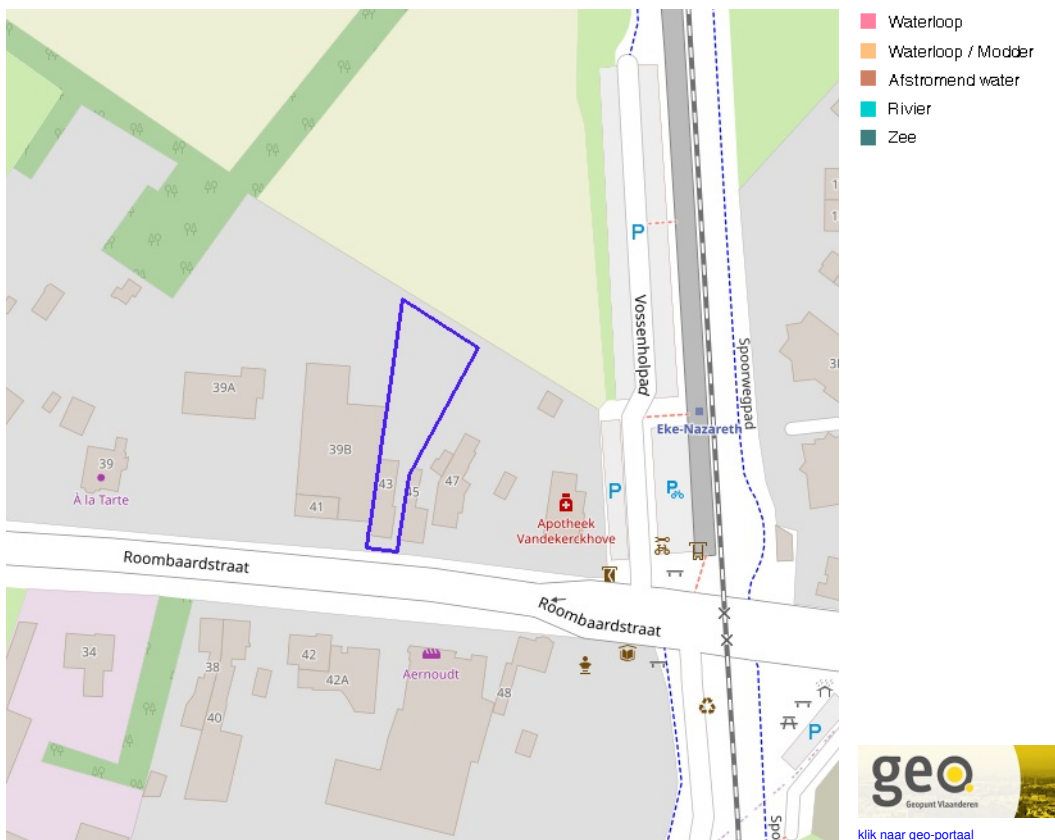 Waterloop
Waterloop / Modder
Afstromend water
Rivier
Zee
P
Vossenholpad
Spoorwegpad
39A
39B
39
À la Tarte
41
43
45
47
P
P
Eke-Nazareth
Apotheek
Vandekerckhove
Roombaardstraat
Roombaardstraat
34
38
40
42
42A
Aernoudt
48
P
geo.
Geopunt Vlaanderen
klik naar geo-portaal